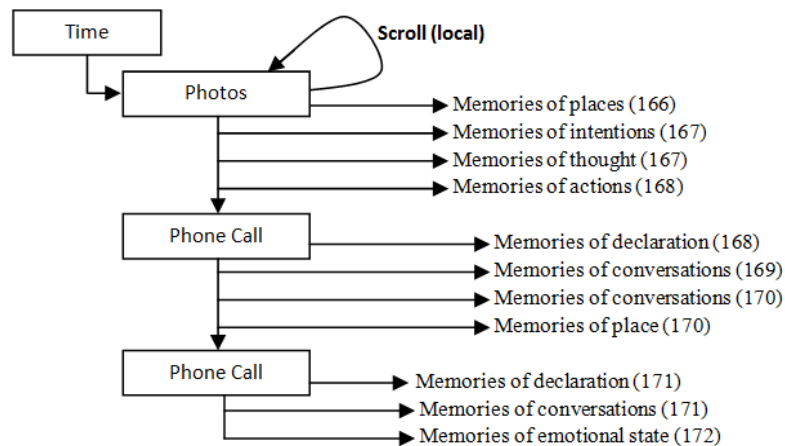 Time
Scroll (local)
Photos
Memories of places (166)
Memories of intentions (167)
Memories of thought (167)
Memories of actions (168)
Phone Call
Memories of declaration (168)
Memories of conversations (169)
Memories of conversations (170)
Memories of place (170)
Phone Call
Memories of declaration (171)
Memories of conversations (171)
Memories of emotional state (172)